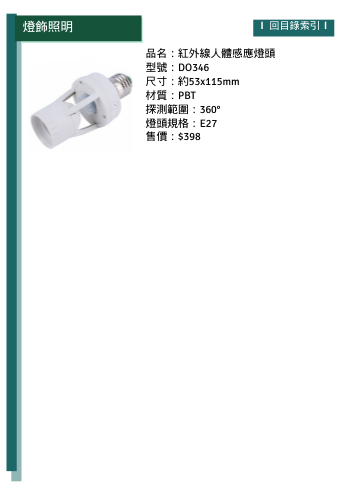 燈飾照明
I 回目錄索引 I
品名：紅外線人體感應燈頭
型號：DO346
尺寸：約53x115mm
材質：PBT
探測範圍：360°
燈頭規格：E27
售價：$398